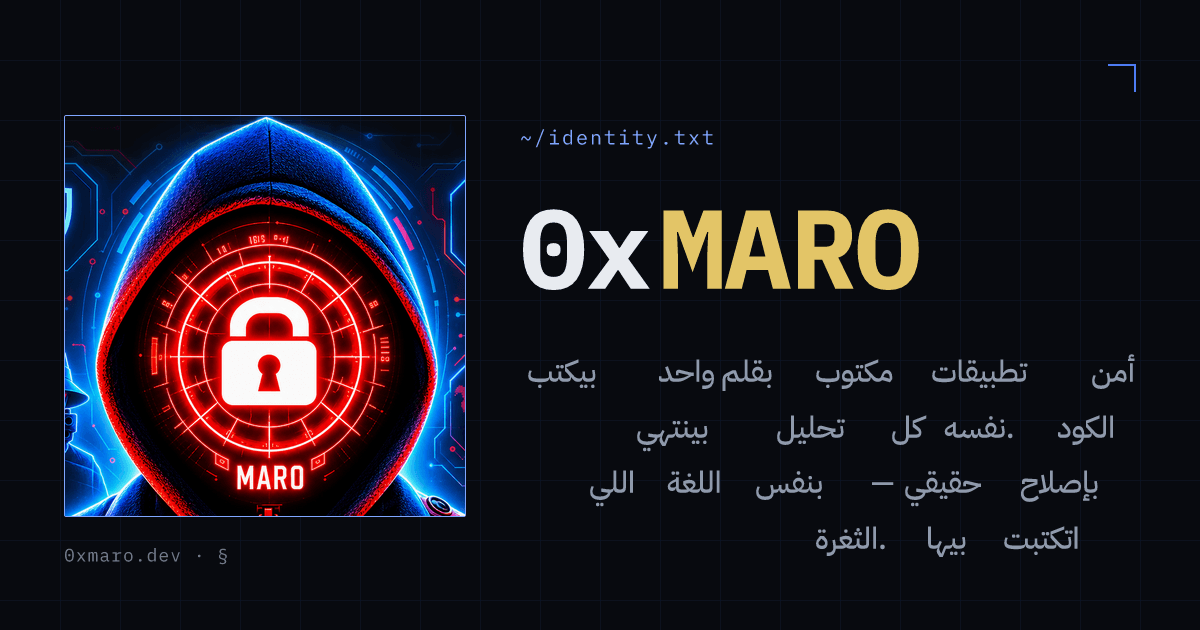 ~/identity.txt
0xMARO
أمن تطبيقات مكتوب بقلم واحد بيكتب
الكود نفسه. كل تحليل بينتهي
بإصلاح حقيقي — بنفس اللغة اللي
اتكتبت بيها الثغرة.
MARO
0xmaro.dev · §